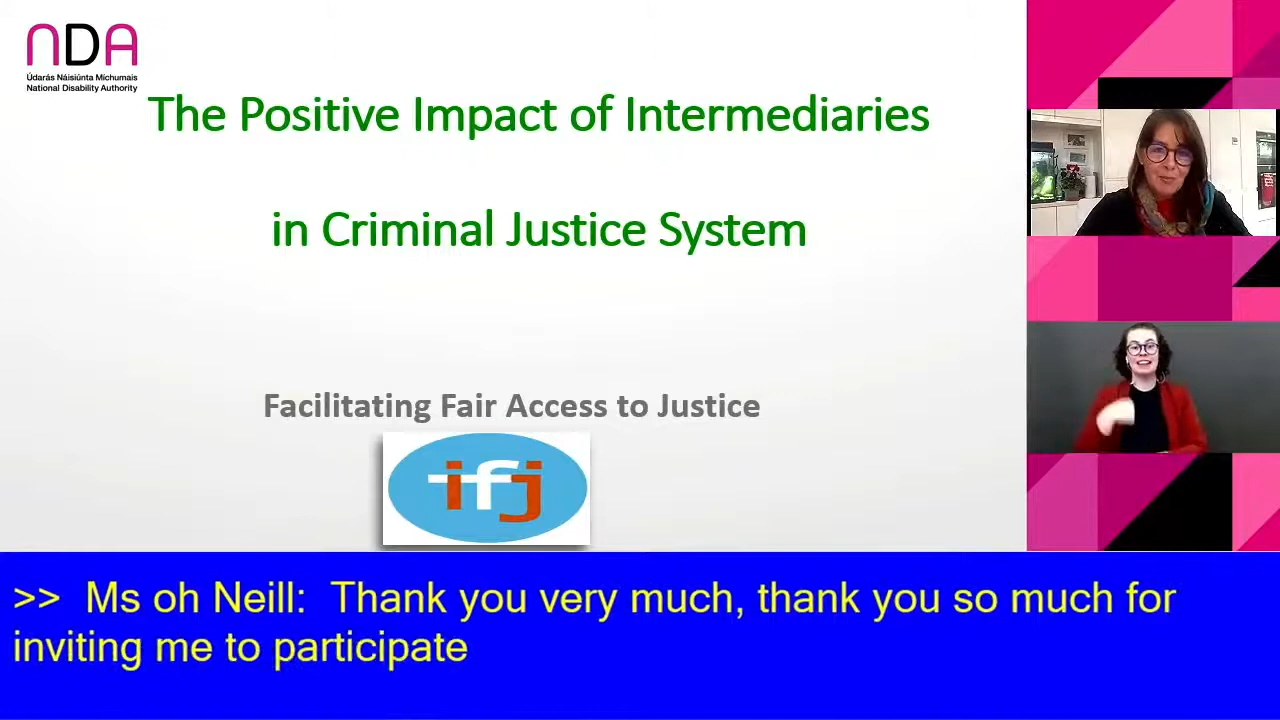 NDA
Údarás Náisiúnta Míchumais
National Disability Authority
The Positive Impact of Intermediaries
in Criminal Justice System
Facilitating Fair Access to Justice
ifj
>> Ms oh Neill: Thank you very much, thank you so much for
inviting me to participate